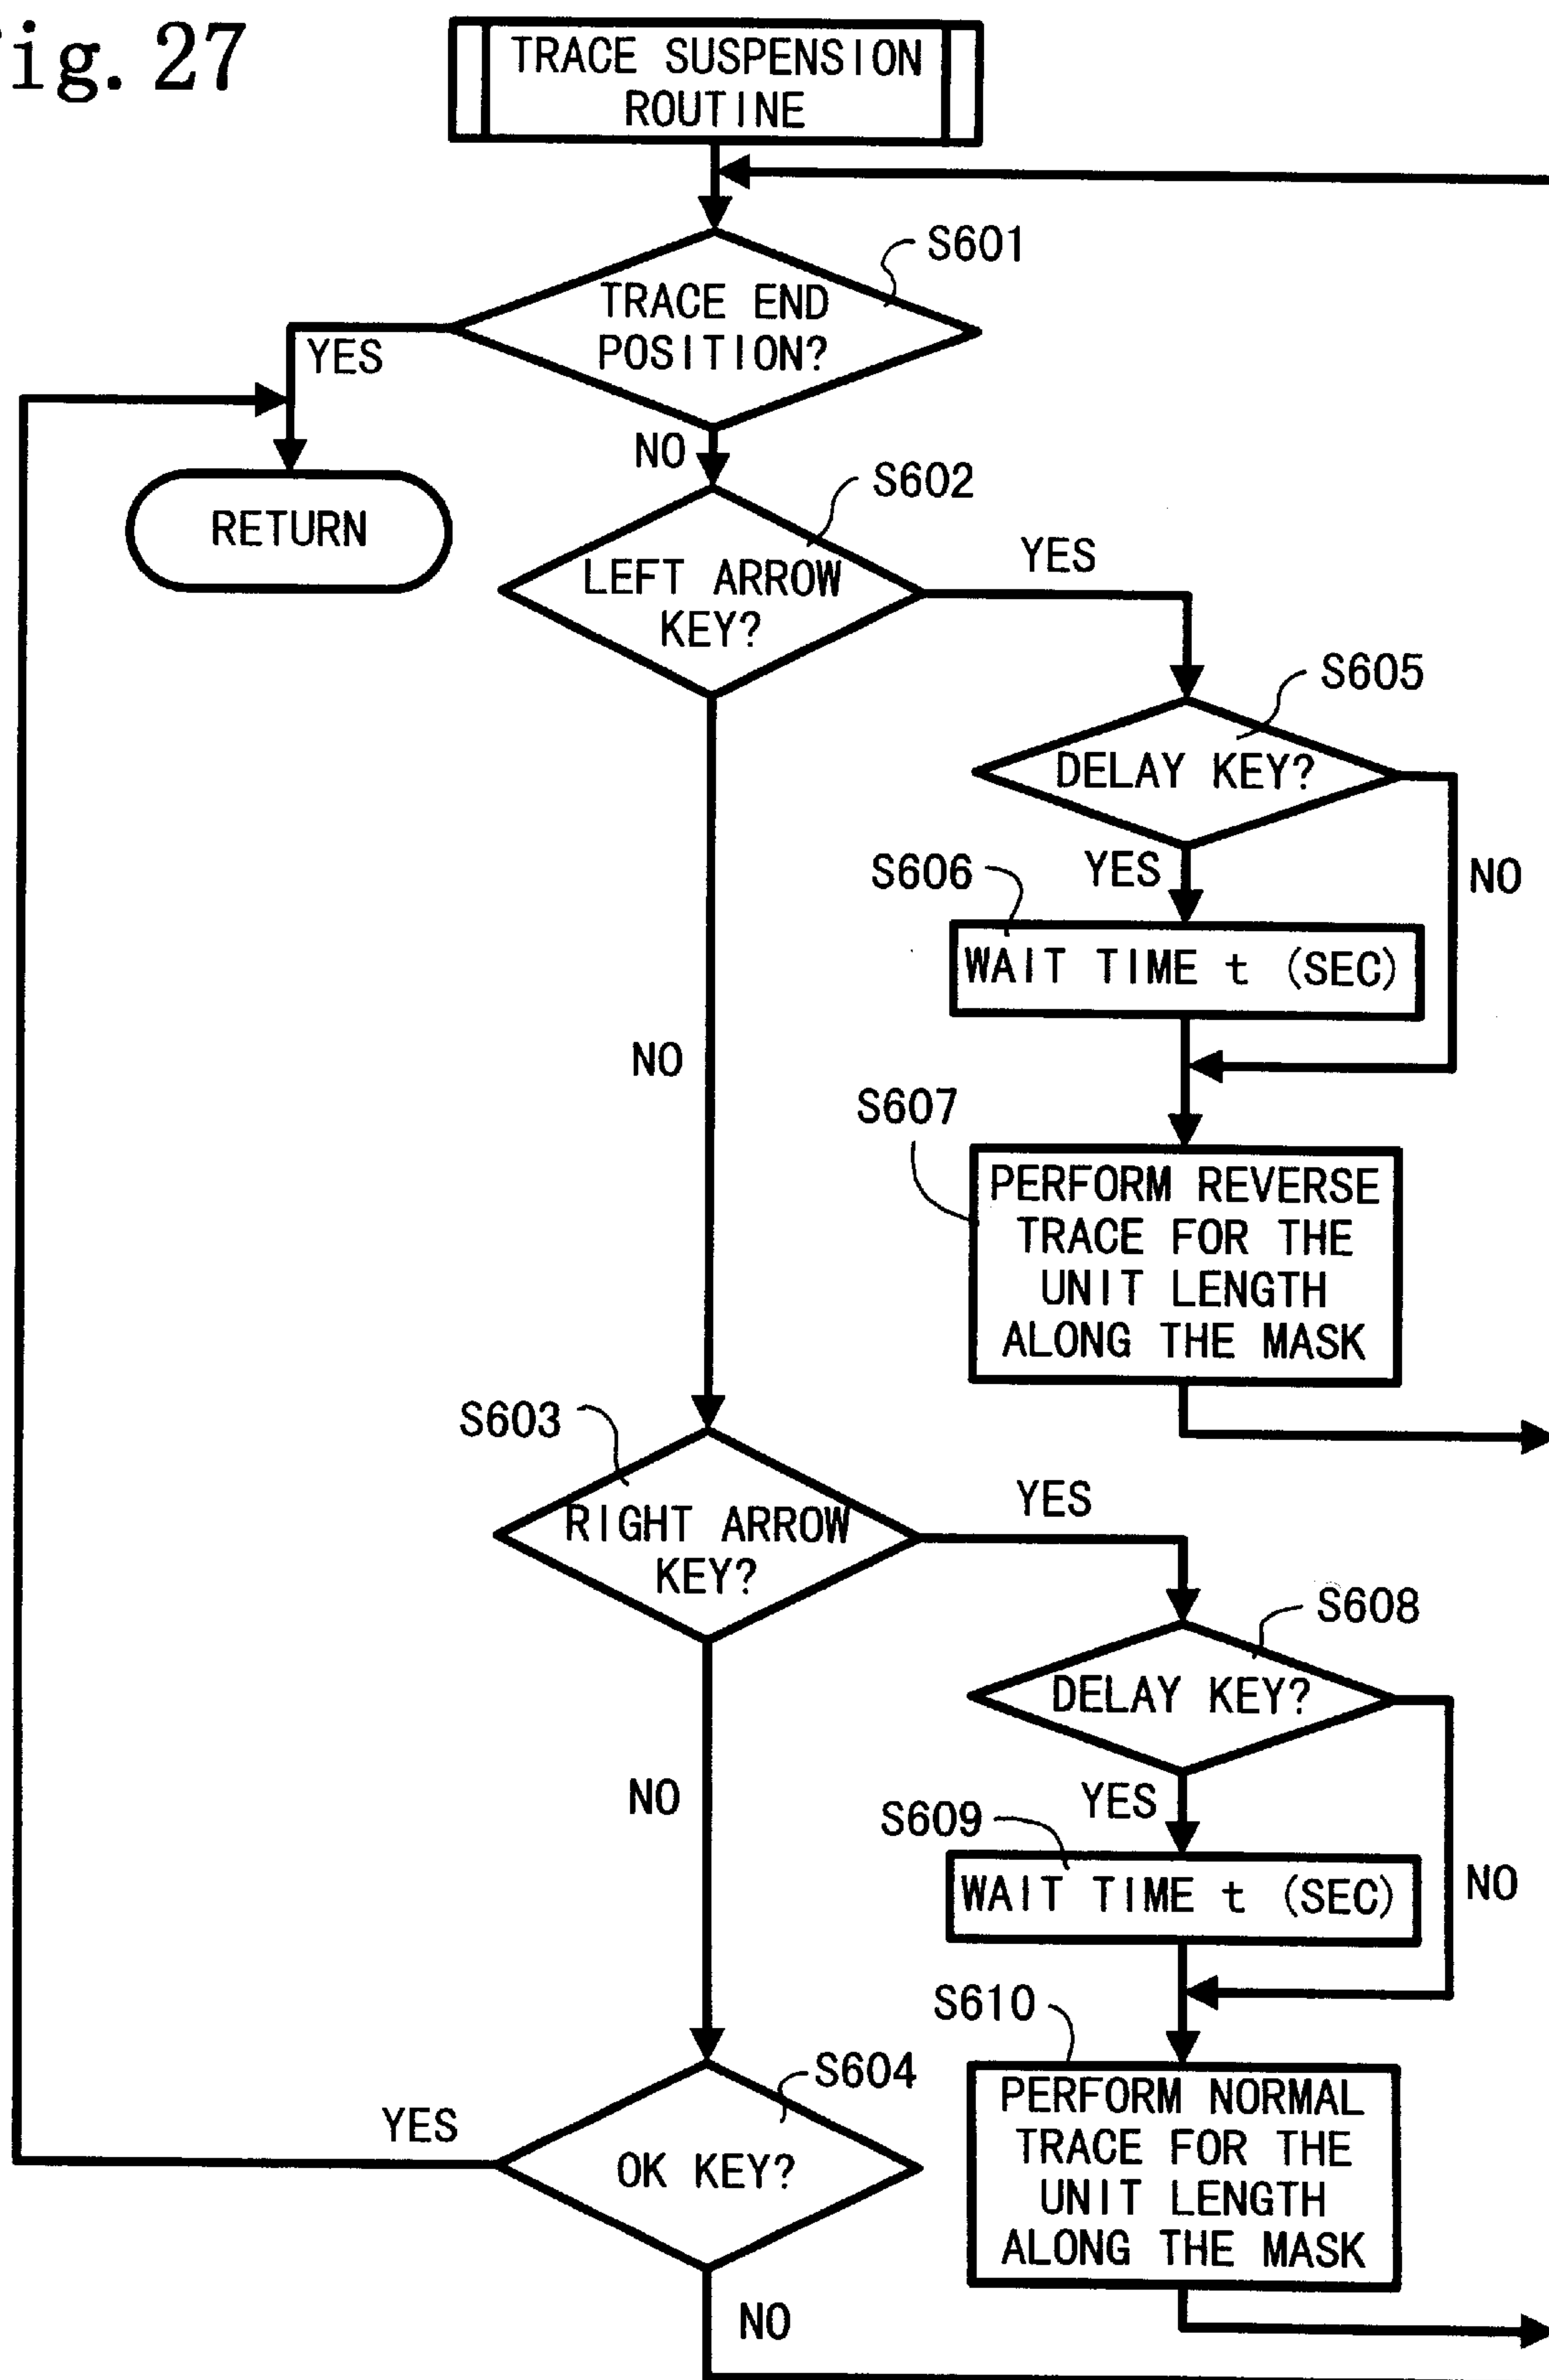 Fig. 27
TRACE SUSPENSION
ROUTINE
S601
TRACE END
POSITION?
YES
NO
S602
RETURN
LEFT ARROW
KEY?
YES
S605
DELAY KEY?
S606
YES
NO
WAIT TIME t (SEC)
NO
S607
PERFORM REVERSE
TRACE FOR THE
UNIT LENGTH
ALONG THE MASK
S603
RIGHT ARROW
KEY?
YES
S608
DELAY KEY?
NO
YES
S609
NO
WAIT TIME t (SEC)
S610
S604
PERFORM NORMAL
TRACE FOR THE
UNIT LENGTH
ALONG THE MASK
YES
OK KEY?
NO